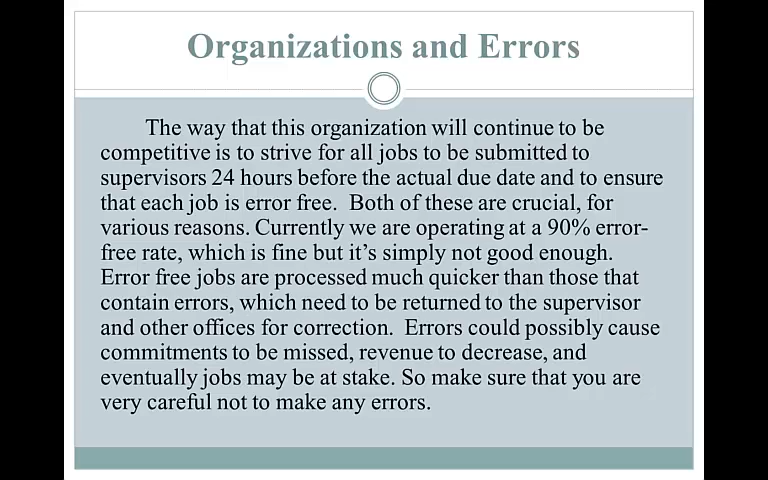 Organizations and Errors
The way that this organization will continue to be
competitive is to strive for all jobs to be submitted to
supervisors 24 hours before the actual due date and to ensure
that each job is error free.  Both of these are crucial, for
various reasons. Currently we are operating at a 90% error-
free rate, which is fine but it's simply not good enough.
Error free jobs are processed much quicker than those that
contain errors, which need to be returned to the supervisor
and other offices for correction.  Errors could possibly cause
commitments to be missed, revenue to decrease, and
eventually jobs may be at stake. So make sure that you are
very careful not to make any errors.